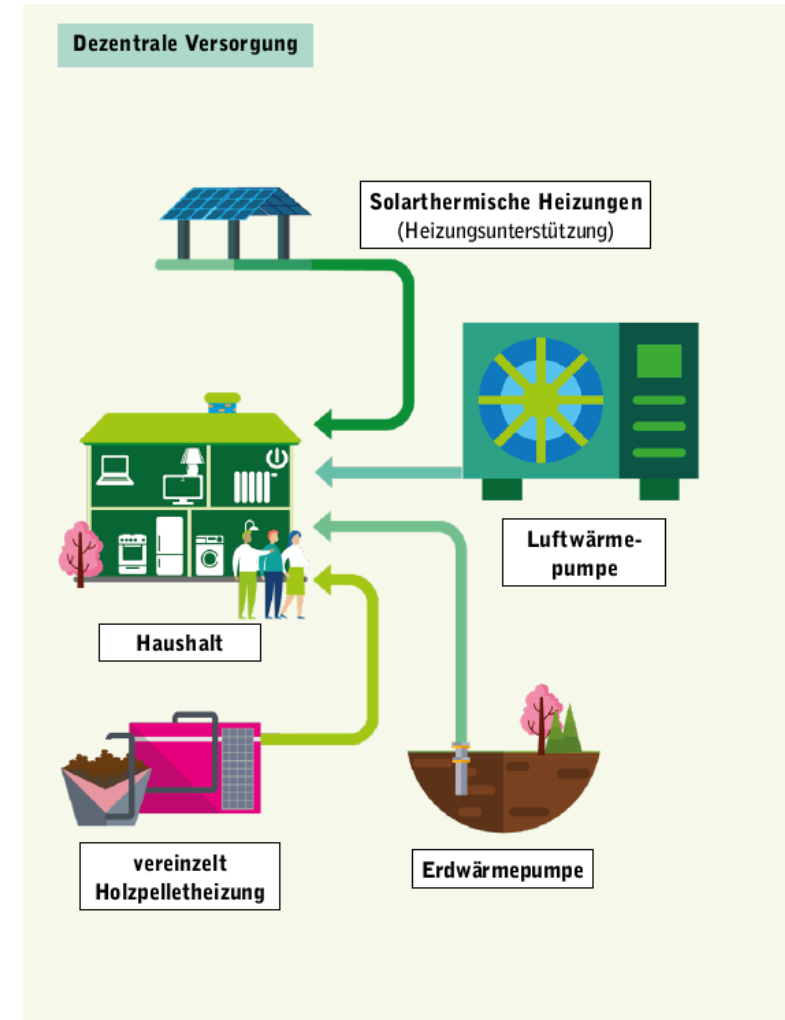 Dezentrale Versorgung
Solarthermische Heizungen
(Heizungsunterstützung)
Luftwärme-
pumpe
Haushalt
vereinzelt
Holzpelletheizung
Erdwärmepumpe